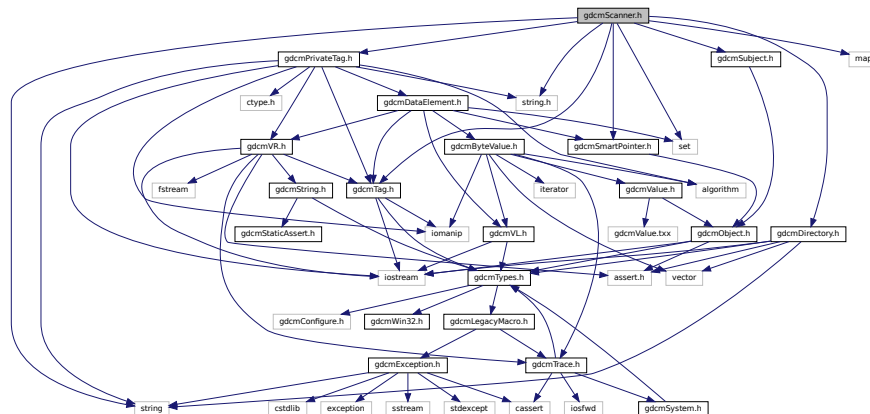 gdcmScanner.h
gdcmPrivateTag.h
gdcmSubject.h
map
ctype.h
gdcmDataElement.h
string.h
gdcmVR.h
gdcmByteValue.h
gdcmSmartPointer.h
set
fstream
gdcmString.h
gdcmTag.h
iterator
gdcmValue.h
algorithm
gdcmStaticAssert.h
iomanip
gdcmVL.h
gdcmValue.txx
gdcmObject.h
gdcmDirectory.h
iostream
gdcmTypes.h
assert.h
vector
gdcmConfigure.h
gdcmWin32.h
gdcmLegacyMacro.h
gdcmException.h
gdcmTrace.h
string
cstdlib
exception
sstream
stdexcept
cassert
iosfwd
gdcmSystem.h